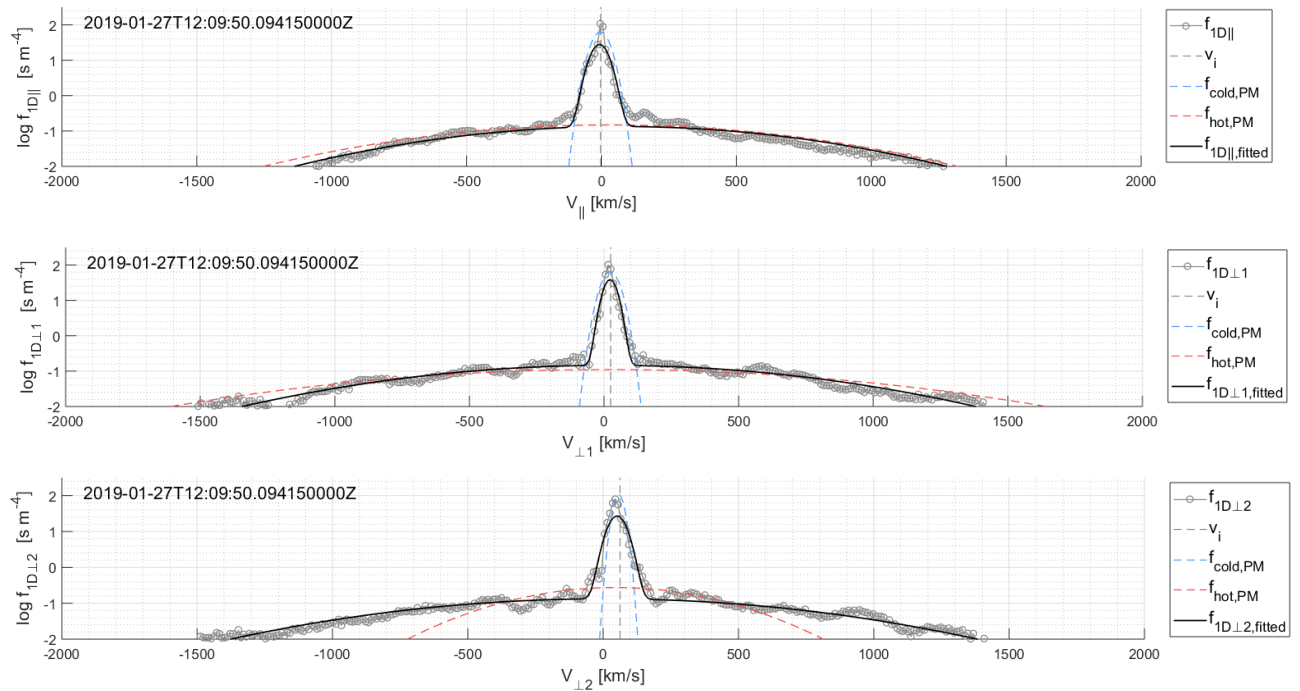 2019-01-27T12:09:50.094150000Z
log f1D|| [s m-4]
2
1
0
-1
-2
-2000 -1500 -1000 -500 0 500 1000 1500 2000
V|| [km/s]
f1D||
vi
fcold,PM
fhot,PM
f1D||,fitted
2019-01-27T12:09:50.094150000Z
log f1D⊥1 [s m-4]
2
1
0
-1
-2
-2000 -1500 -1000 -500 0 500 1000 1500 2000
V⊥1 [km/s]
f1D⊥1
vi
fcold,PM
fhot,PM
f1D⊥1,fitted
2019-01-27T12:09:50.094150000Z
log f1D⊥2 [s m-4]
2
1
0
-1
-2
-2000 -1500 -1000 -500 0 500 1000 1500 2000
V⊥2 [km/s]
f1D⊥2
vi
fcold,PM
fhot,PM
f1D⊥2,fitted